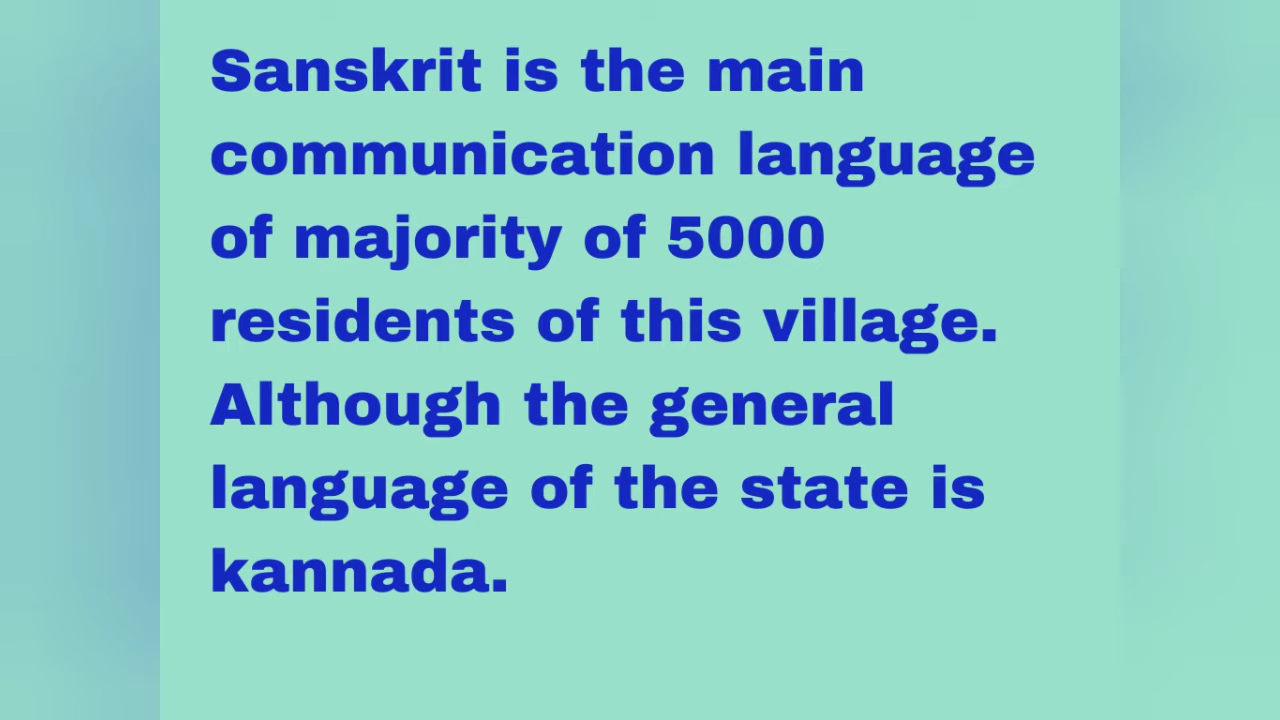 Sanskrit is the main
communication language
of majority of 5000
residents of this village.
Although the general
language of the state is
kannada.